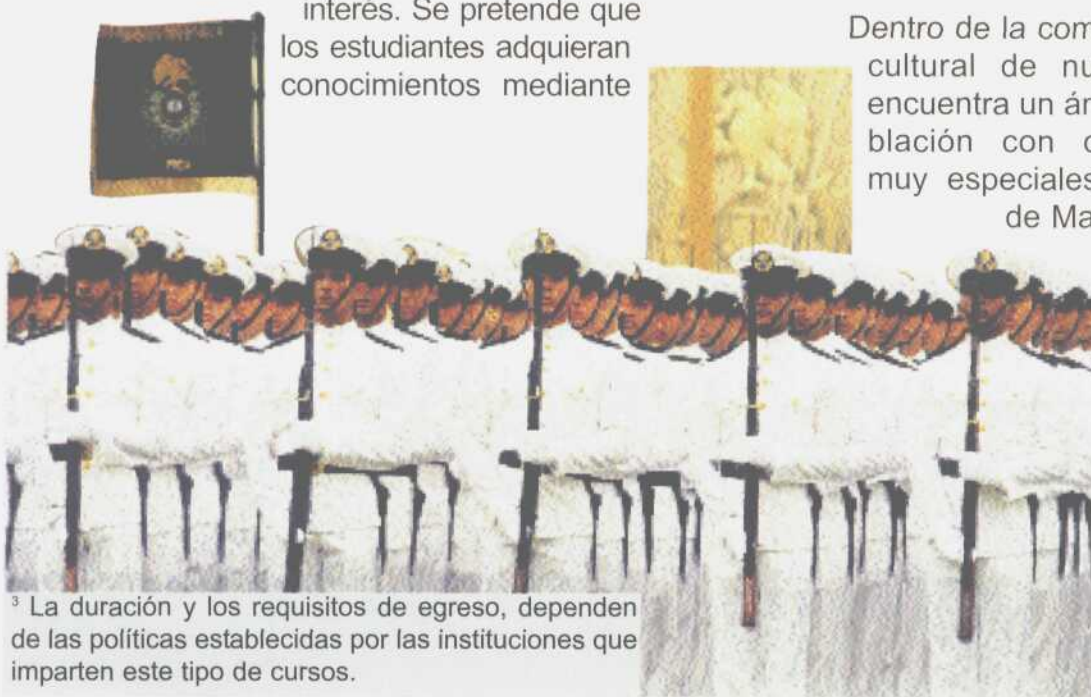 interés. Se pretende que
los estudiantes adquieran
conocimientos mediante
Dentro de la com
cultural de nu
encuentra un ár
blación con c
muy especiales
de Ma
³ La duración y los requisitos de egreso, dependen
de las políticas establecidas por las instituciones que
imparten este tipo de cursos.